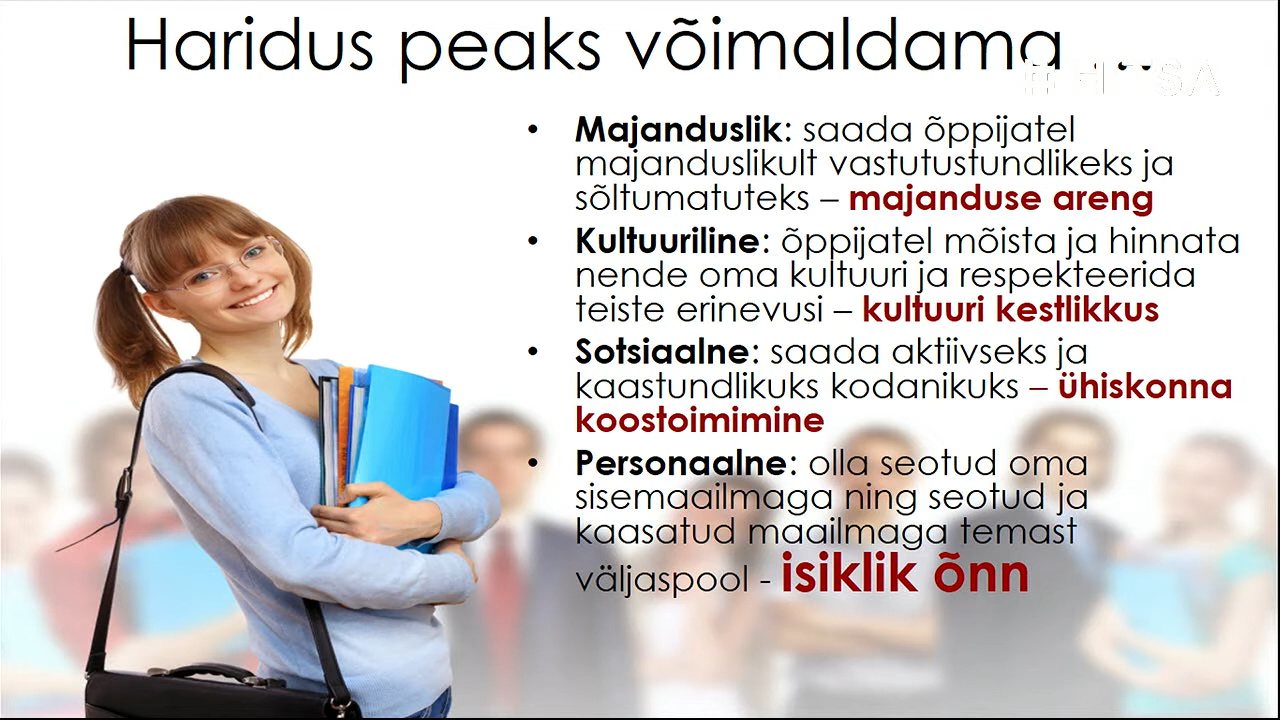 Haridus peaks võimaldama ...
• Majanduslik: saada õppijatel
majanduslikult vastutustundlikeks ja
sõltumatuteks – majanduse areng
• Kultuuriline: õppijatel mõista ja hinnata
nende oma kultuuri ja respekteerida
teiste erinevusi – kultuuri kestlikkus
• Sotsiaalne: saada aktiivseks ja
kaastundlikuks kodanikuks – ühiskonna
koostoimimine
• Personaalne: olla seotud oma
sisemaailmaga ning seotud ja
kaasatud maailmaga temast
väljaspool - isiklik õnn